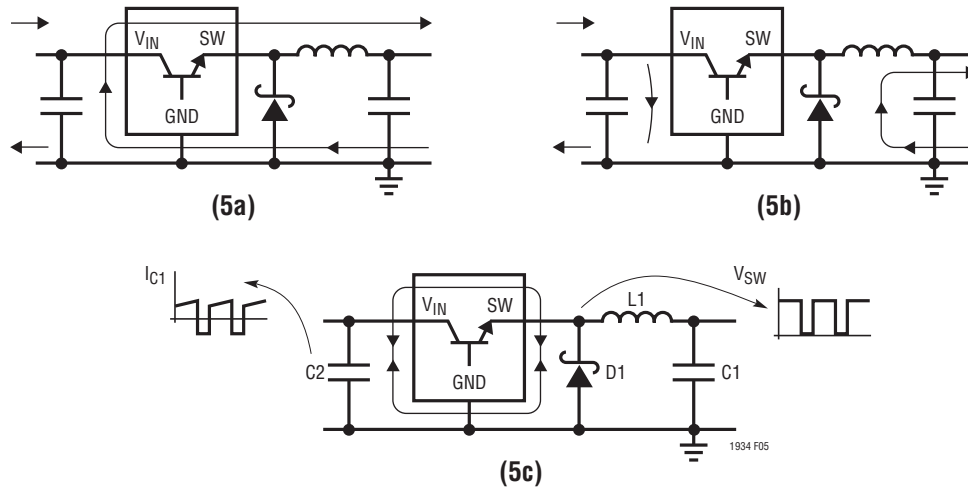 VIN SW
GND
(5a)
VIN SW
GND
(5b)
IC1
VIN SW
GND
C2
L1
D1
C1
VSW
1934 F05
(5c)